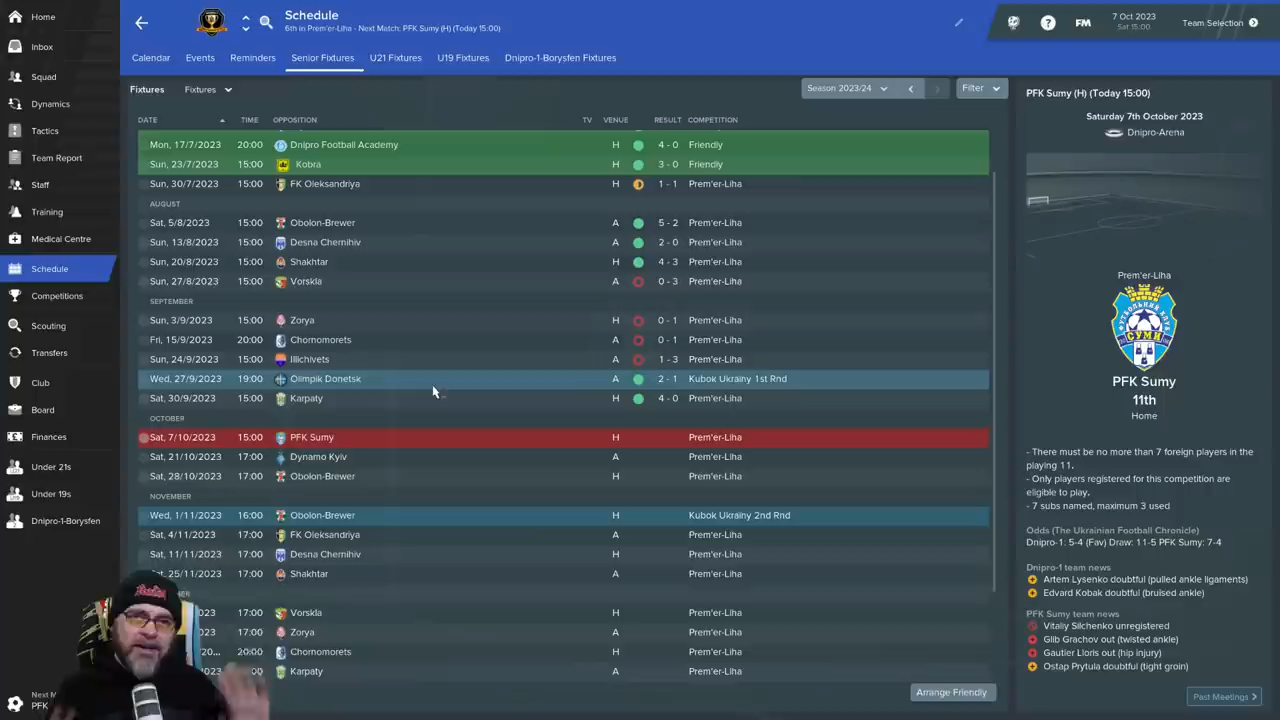 Home
Inbox
Squad
Dynamics
Tactics
Team Report
Staff
Training
Medical Centre
Schedule
Competitions
Scouting
Transfers
Club
Board
Finances
Under 21s
Under 19s
Dnipro-1-Borysfen
Next M
PFK
Schedule
6th in Prem'er-Liha - Next Match: PFK Sumy (H) (Today 15:00)
FM
7 Oct 2023
Sat 15:00
Team Selection
Calendar Events Reminders Senior Fixtures U21 Fixtures U19 Fixtures Dnipro-1-Borysfen Fixtures
Fixtures Fixtures Season 2023/24 Filter
DATE TIME OPPOSITION TV VENUE RESULT COMPETITION
Mon, 17/7/2023 20:00 Dnipro Football Academy H 4 - 0 Friendly
Sun, 23/7/2023 15:00 Kobra H 3 - 0 Friendly
Sun, 30/7/2023 15:00 FK Oleksandriya H 1 - 1 Prem'er-Liha
AUGUST
Sat, 5/8/2023 15:00 Obolon-Brewer A 5 - 2 Prem'er-Liha
Sun, 13/8/2023 15:00 Desna Chernihiv A 2 - 0 Prem'er-Liha
Sun, 20/8/2023 15:00 Shakhtar H 4 - 3 Prem'er-Liha
Sun, 27/8/2023 15:00 Vorskla A 0 - 3 Prem'er-Liha
SEPTEMBER
Sun, 3/9/2023 15:00 Zorya H 0 - 1 Prem'er-Liha
Fri, 15/9/2023 20:00 Chornomorets A 0 - 1 Prem'er-Liha
Sun, 24/9/2023 15:00 Illichivets A 1 - 3 Prem'er-Liha
Wed, 27/9/2023 19:00 Olimpik Donetsk A 2 - 1 Kubok Ukrainy 1st Rnd
Sat, 30/9/2023 15:00 Karpaty H 4 - 0 Prem'er-Liha
OCTOBER
Sat, 7/10/2023 15:00 PFK Sumy H Prem'er-Liha
Sat, 21/10/2023 17:00 Dynamo Kyiv A Prem'er-Liha
Sat, 28/10/2023 17:00 Obolon-Brewer H Prem'er-Liha
NOVEMBER
Wed, 1/11/2023 16:00 Obolon-Brewer H Kubok Ukrainy 2nd Rnd
Sat, 4/11/2023 17:00 FK Oleksandriya A Prem'er-Liha
Sat, 11/11/2023 17:00 Desna Chernihiv H Prem'er-Liha
Sat, 25/11/2023 17:00 Shakhtar A Prem'er-Liha
17:00 Vorskla H Prem'er-Liha
17:00 Zorya A Prem'er-Liha
20:00 Chornomorets H Prem'er-Liha
Karpaty A Prem'er-Liha
Arrange Friendly
PFK Sumy (H) (Today 15:00)
Saturday 7th October 2023
Dnipro-Arena
Prem'er-Liha
ФУТБОЛЬНИЙ КЛУБ
СУМИ
PFK Sumy
11th
Home
- There must be no more than 7 foreign players in the
playing 11.
- Only players registered for this competition are
eligible to play.
- 7 subs named, maximum 3 used
Odds (The Ukrainian Football Chronicle)
Dnipro-1: 5-4 (Fav) Draw: 11-5 PFK Sumy: 7-4
Dnipro-1 team news
Artem Lysenko doubtful (pulled ankle ligaments)
Edvard Kobak doubtful (bruised ankle)
PFK Sumy team news
Vitaliy Silchenko unregistered
Glib Grachov out (twisted ankle)
Gautier Lloris out (hip injury)
Ostap Prytula doubtful (tight groin)
Past Meetings